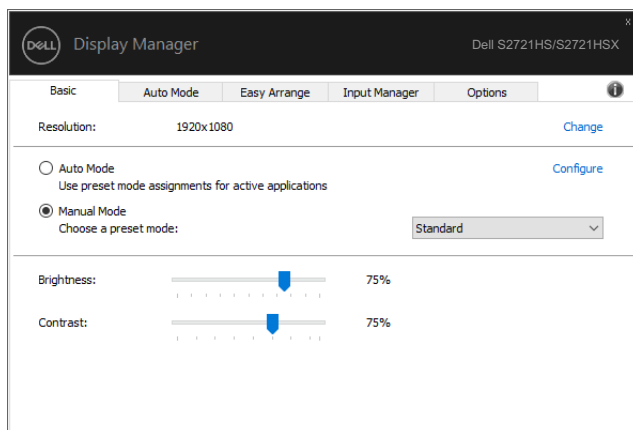 DELL Display Manager Dell S2721HS/S2721HSX
x
Basic Auto Mode Easy Arrange Input Manager Options i
Resolution: 1920x1080 Change
Auto Mode Configure
Use preset mode assignments for active applications
Manual Mode
Choose a preset mode: Standard
Brightness: 75%
Contrast: 75%